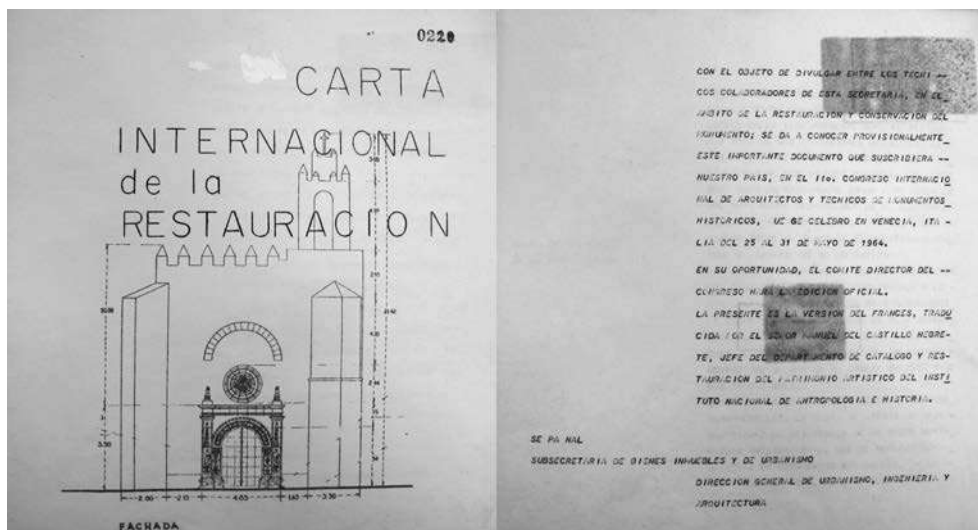 0220
CARTA
INTERNACIONAL
de la
RESTAURACION
FACHADA
CON EL OBJETO DE DIVULGAR ENTRE LOS TECNI --
COS COLABORADORES DE ESTA SECRETARIA, EN EL
AMBITO DE LA RESTAURACION Y CONSERVACION DEL
MONUMENTO; SE DA A CONOCER PROVISIONALMENTE
ESTE IMPORTANTE DOCUMENTO QUE SUSCRIBIERA --
NUESTRO PAIS, EN EL IIo. CONGRESO INTERNACIO
NAL DE ARQUITECTOS Y TECNICOS DE MONUMENTOS
HISTORICOS, QUE SE CELEBRO EN VENECIA, ITA -
LIA DEL 25 AL 31 DE MAYO DE 1964.
EN SU OPORTUNIDAD, EL COMITE DIRECTOR DEL --
CONGRESO HARA LA EDICION OFICIAL.
LA PRESENTE ES LA VERSION DEL FRANCES, TRADU
CIDA POR EL SEÑOR MANUEL DEL CASTILLO NEGRE-
TE, JEFE DEL DEPARTMENTO DE CATALOGO Y RES-
TAURACION DEL PATRIMONIO ARTISTICO DEL INSTI
TUTO NACIONAL DE ANTROPOLOGIA E HISTORIA.
SE PA NAL
SUBSECRETARIA DE BIENES INMUEBLES Y DE URBANISMO
DIRECCION GENERAL DE URBANISMO, INGENIERIA Y
ARQUITECTURA